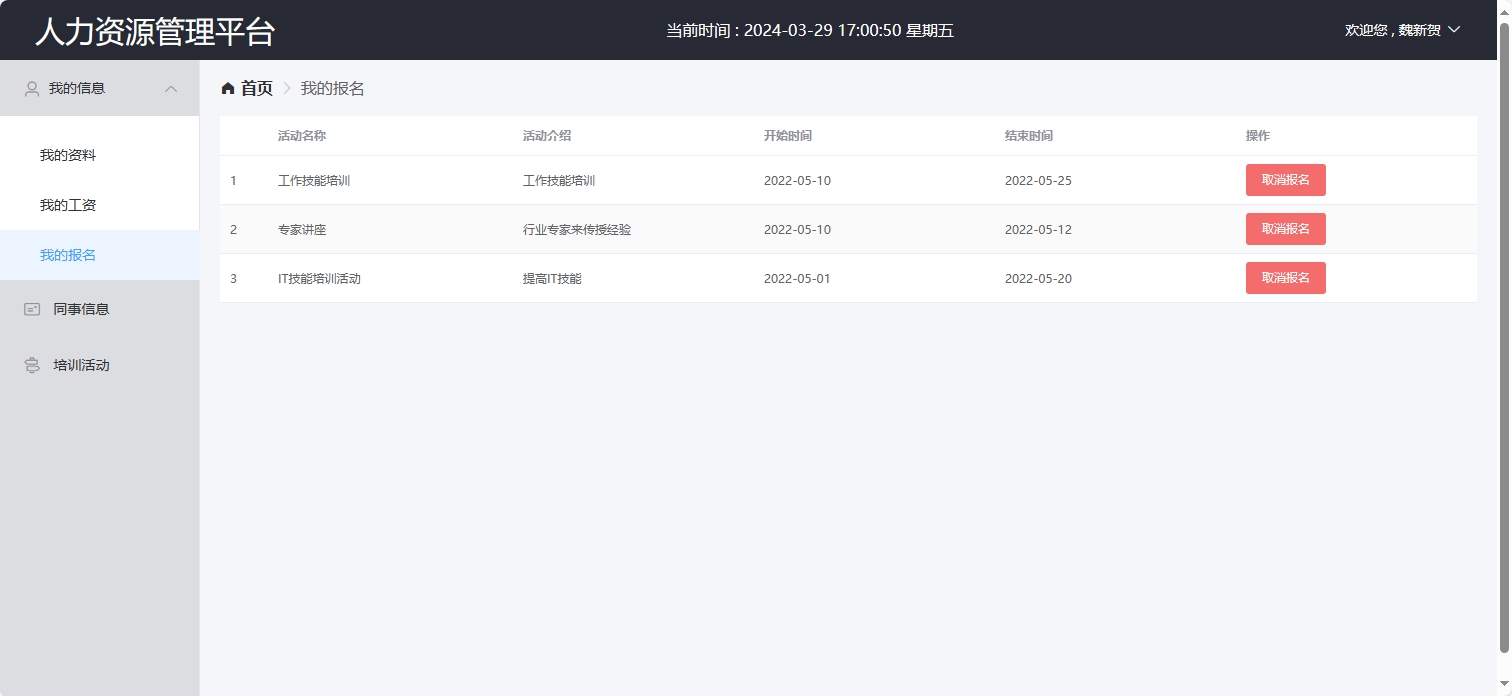 人力资源管理平台
当前时间 : 2024-03-29 17:00:50 星期五
欢迎您 , 魏新贺
我的信息
我的资料
我的工资
我的报名
同事信息
培训活动
首页 > 我的报名
活动名称 活动介绍 开始时间 结束时间 操作
1 工作技能培训 工作技能培训 2022-05-10 2022-05-25 取消报名
2 专家讲座 行业专家来传授经验 2022-05-10 2022-05-12 取消报名
3 IT技能培训活动 提高IT技能 2022-05-01 2022-05-20 取消报名